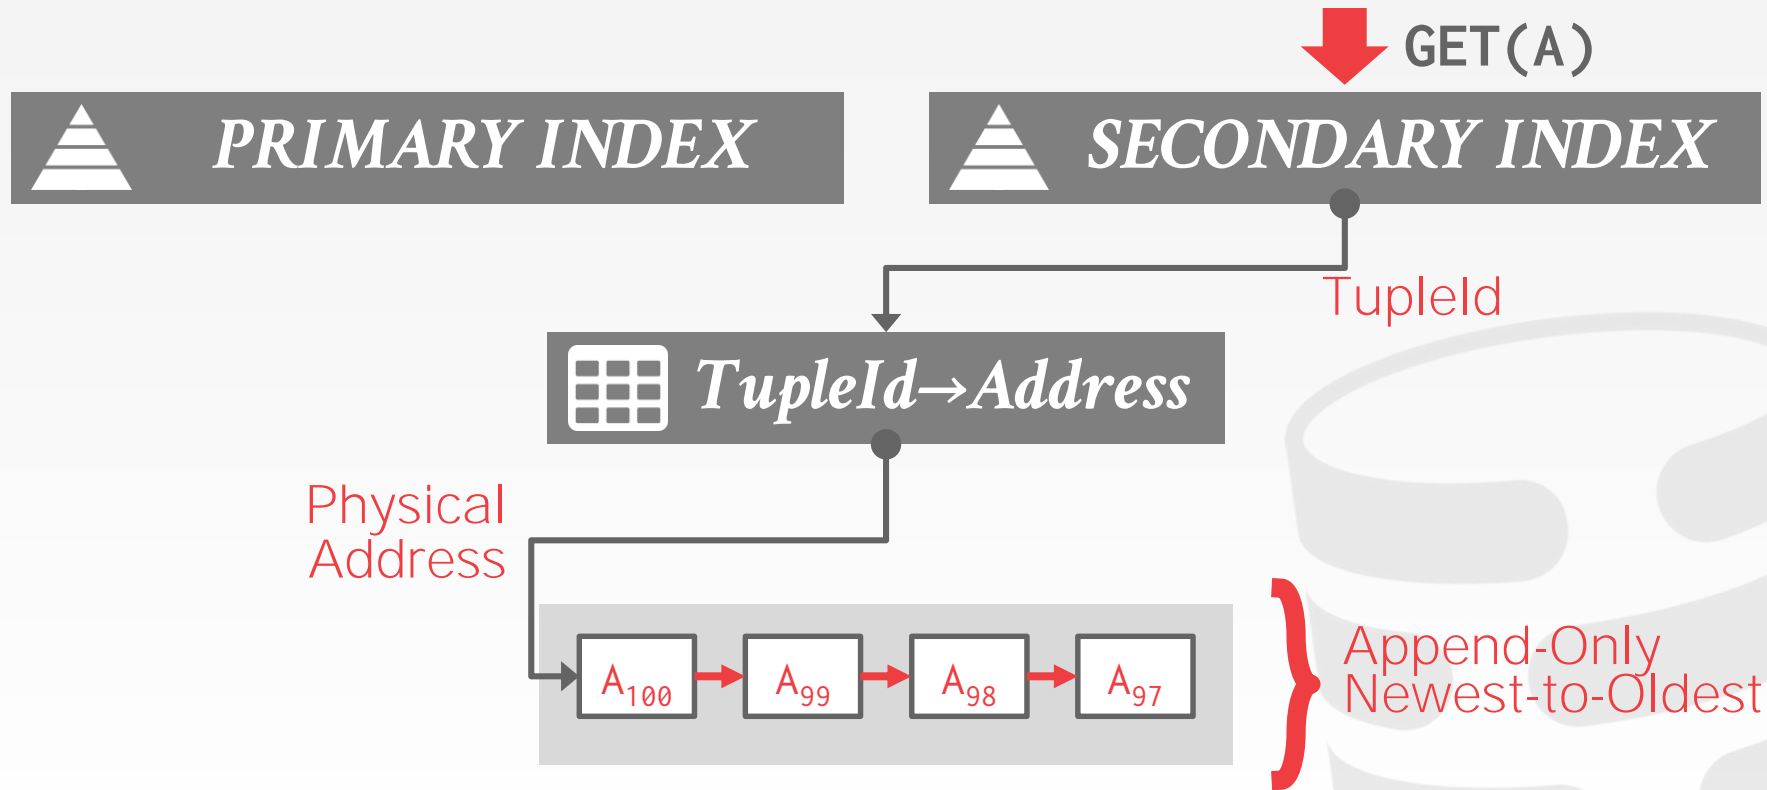 GET(A)
PRIMARY INDEX
SECONDARY INDEX
TupleId
TupleId→Address
Physical
Address
A100
A99
A98
A97
Append-Only
Newest-to-Oldest